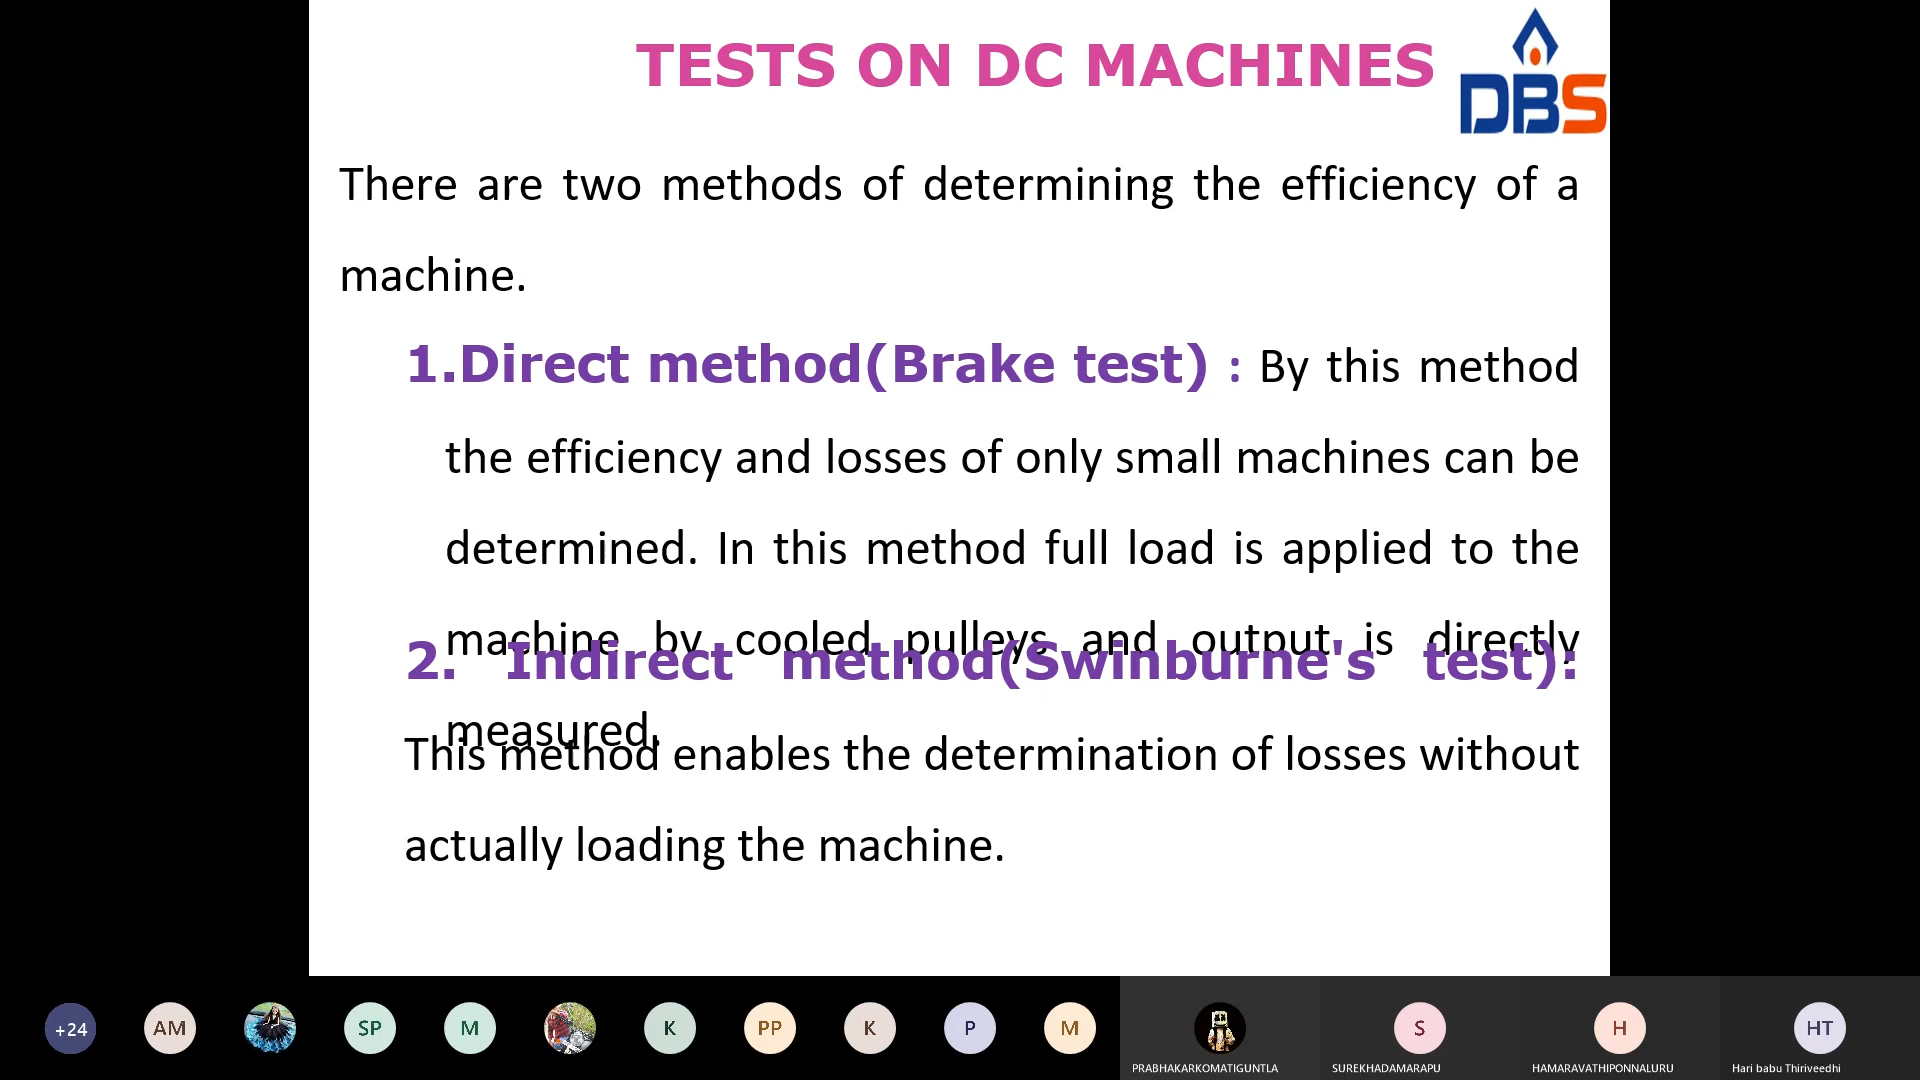 TESTS ON DC MACHINES
DBS
There are two methods of determining the efficiency of a
machine.
1.Direct method(Brake test) : By this method
the efficiency and losses of only small machines can be
determined. In this method full load is applied to the
machine by cooled pulleys and output is directly
measured.
2. Indirect method(Swinburne's test):
This method enables the determination of losses without
actually loading the machine.
+24 AM SP M K PP K P M S H HT
PRABHAKARKOMATIGUNTLA SUREKHADAMARAPU HAMARAVATHIPONNALURU Hari babu Thiriveedhi